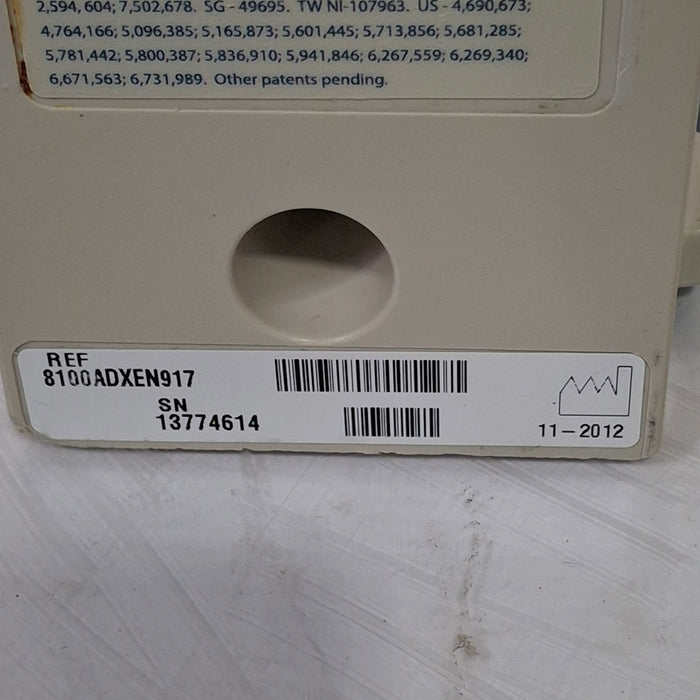 2,594,604; 7,502,678. SG - 49695. TW NI-107963. US - 4,690,673;
4,764,166; 5,096,385; 5,165,873; 5,601,445; 5,713,856; 5,681,285;
5,781,442; 5,800,387; 5,836,910; 5,941,846; 6,267,559; 6,269,340;
6,671,563; 6,731,989. Other patents pending.
REF
8100ADXEN917
SN
13774614
11-2012